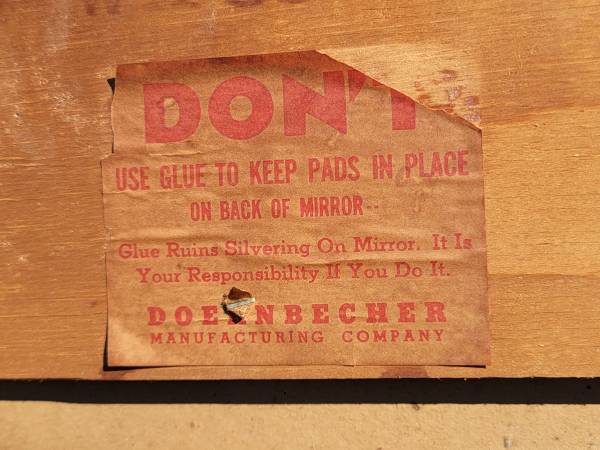 DON'T
USE GLUE TO KEEP PADS IN PLACE
ON BACK OF MIRROR--
Glue Ruins Silvering On Mirror. It Is
Your Responsibility If You Do It.
DOERNBECHER
MANUFACTURING COMPANY